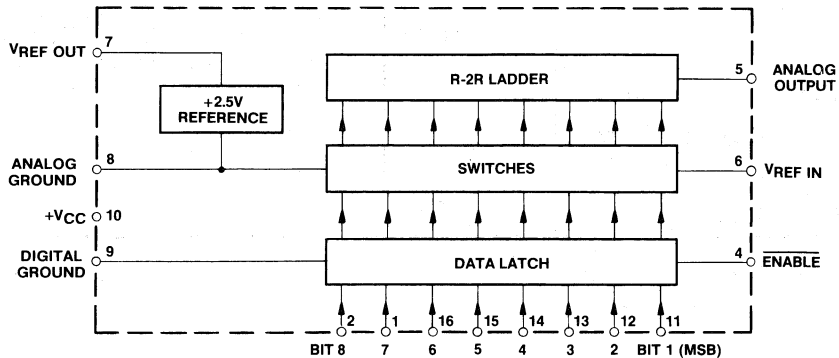 7
VREF OUT
+2.5V
REFERENCE
R-2R LADDER
5
ANALOG
OUTPUT
ANALOG
GROUND
8
SWITCHES
6
VREF IN
+VCC
10
DIGITAL
GROUND
9
DATA LATCH
4
ENABLE
2 1 16 15 14 13 12 11
BIT 8 7 6 5 4 3 2 BIT 1 (MSB)